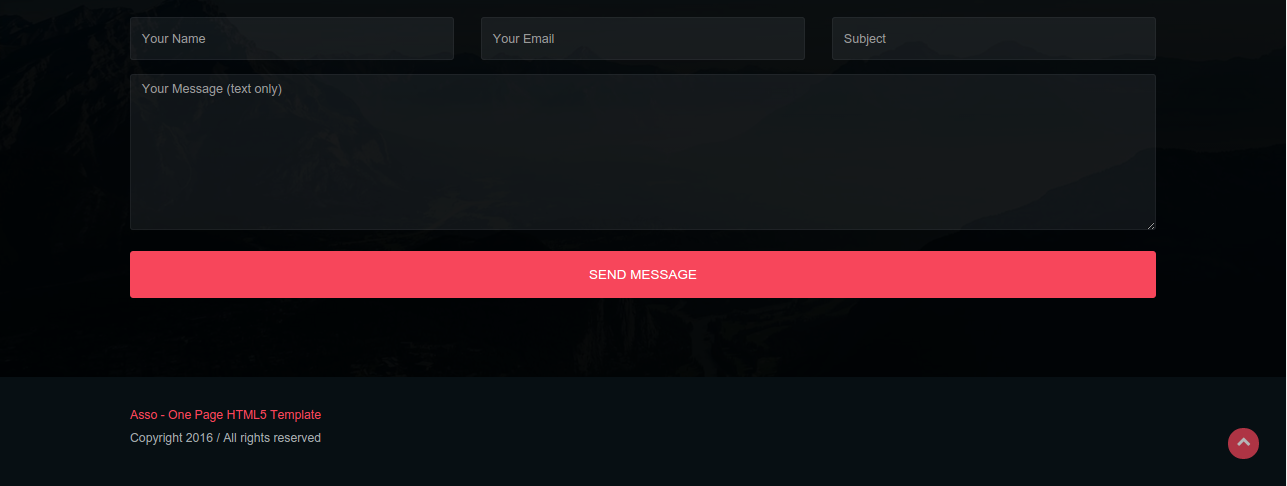 Your Name Your Email Subject
Your Message (text only)
SEND MESSAGE
Asso - One Page HTML5 Template
Copyright 2016 / All rights reserved